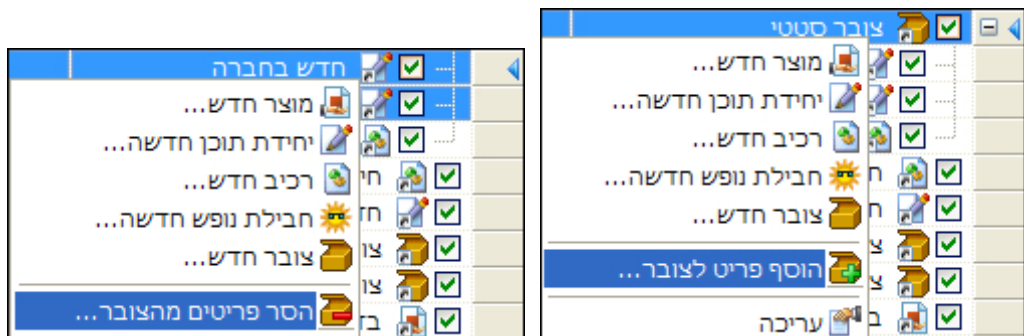 צובר סטטי
מוצר חדש...
יחידת תוכן חדשה...
רכיב חדש...
חבילת נופש חדשה...
צובר חדש...
הוסף פריט לצובר...
עריכה
חדש בחברה
מוצר חדש...
יחידת תוכן חדשה...
רכיב חדש...
חבילת נופש חדשה...
צובר חדש...
הסר פריטים מהצובר...